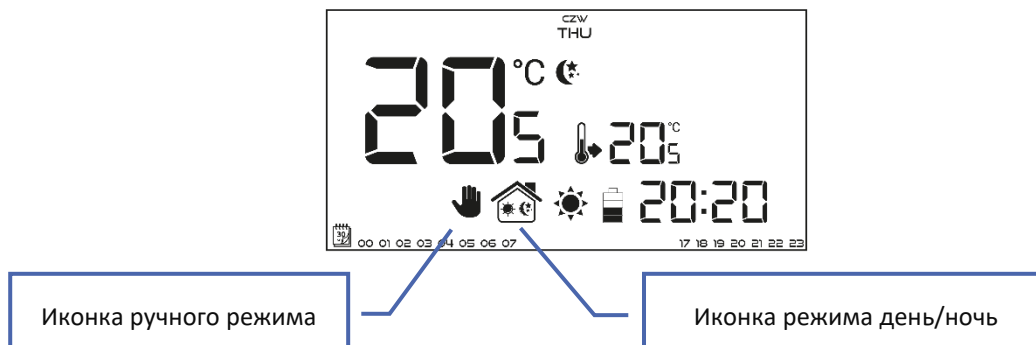 CZW
THU
20 5 °C
20 5 °C
20:20
30
00 01 02 03 04 05 06 07 17 18 19 20 21 22 23
Иконка ручного режима
Иконка режима день/ночь